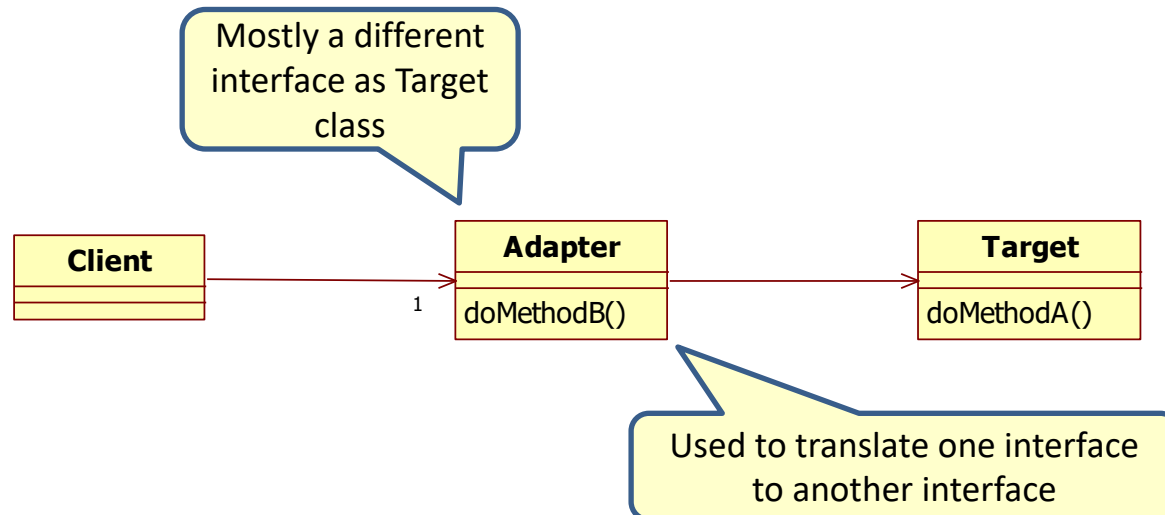 Mostly a different
interface as Target
class
Client
1
Adapter
doMethodB()
Target
doMethodA()
Used to translate one interface
to another interface